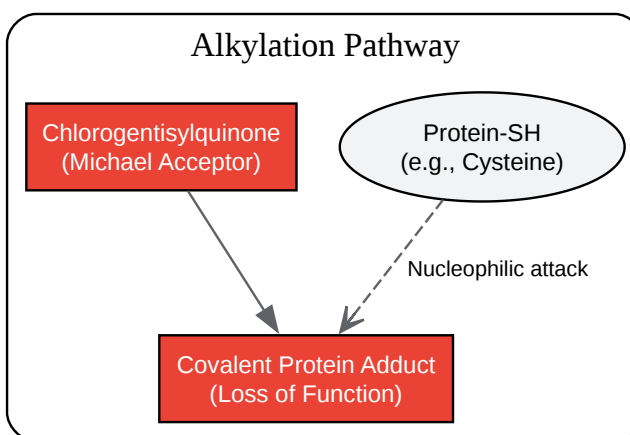 Alkylation Pathway
Chlorogentisylquinone
(Michael Acceptor)
Protein-SH
(e.g., Cysteine)
Nucleophilic attack
Covalent Protein Adduct
(Loss of Function)